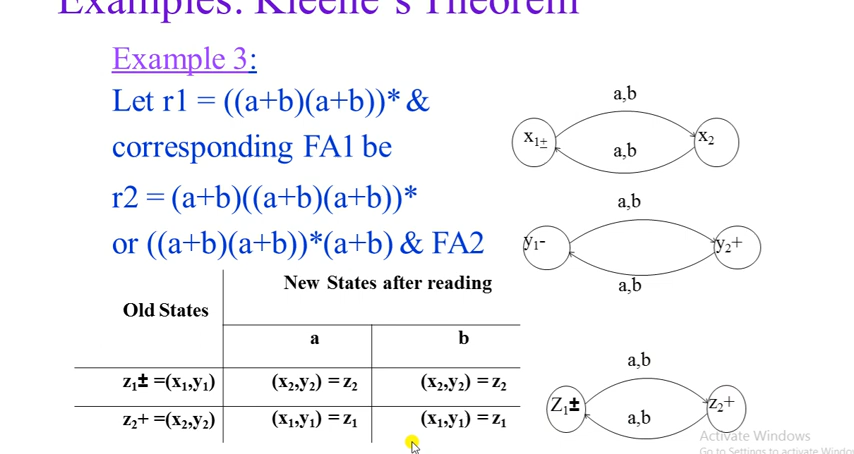 Examples: Kleene's Theorem
Example 3:
Let r1 = ((a+b)(a+b))* &
corresponding FA1 be
r2 = (a+b)((a+b)(a+b))*
or ((a+b)(a+b))*(a+b) & FA2
a,b
x₁±
x₂
a,b
a,b
y₁-
y₂+
a,b
New States after reading
Old States
a
b
z₁± =(x₁,y₁)
(x₂,y₂) = z₂
(x₂,y₂) = z₂
z₂+ =(x₂,y₂)
(x₁,y₁) = z₁
(x₁,y₁) = z₁
a,b
Z₁±
z₂+
a,b
Activate Windows
Go to Settings to activate Windows